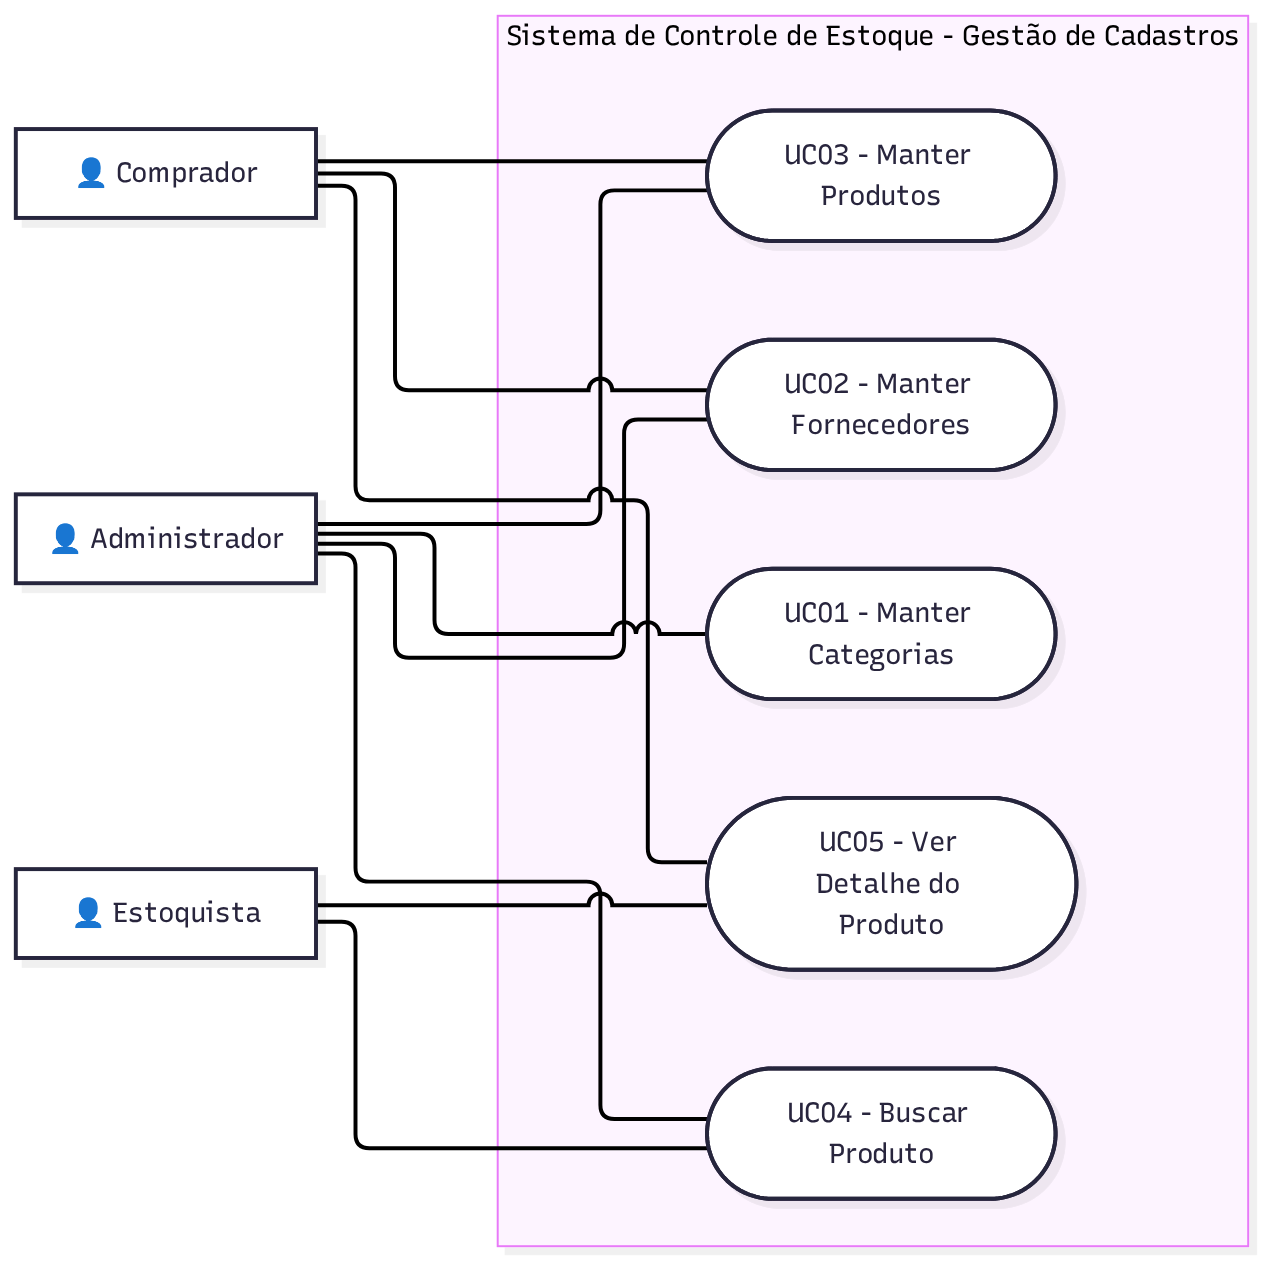 Sistema de Controle de Estoque - Gestão de Cadastros
Comprador
Administrador
Estoquista
UC03 - Manter
Produtos
UC02 - Manter
Fornecedores
UC01 - Manter
Categorias
UC05 - Ver
Detalhe do
Produto
UC04 - Buscar
Produto